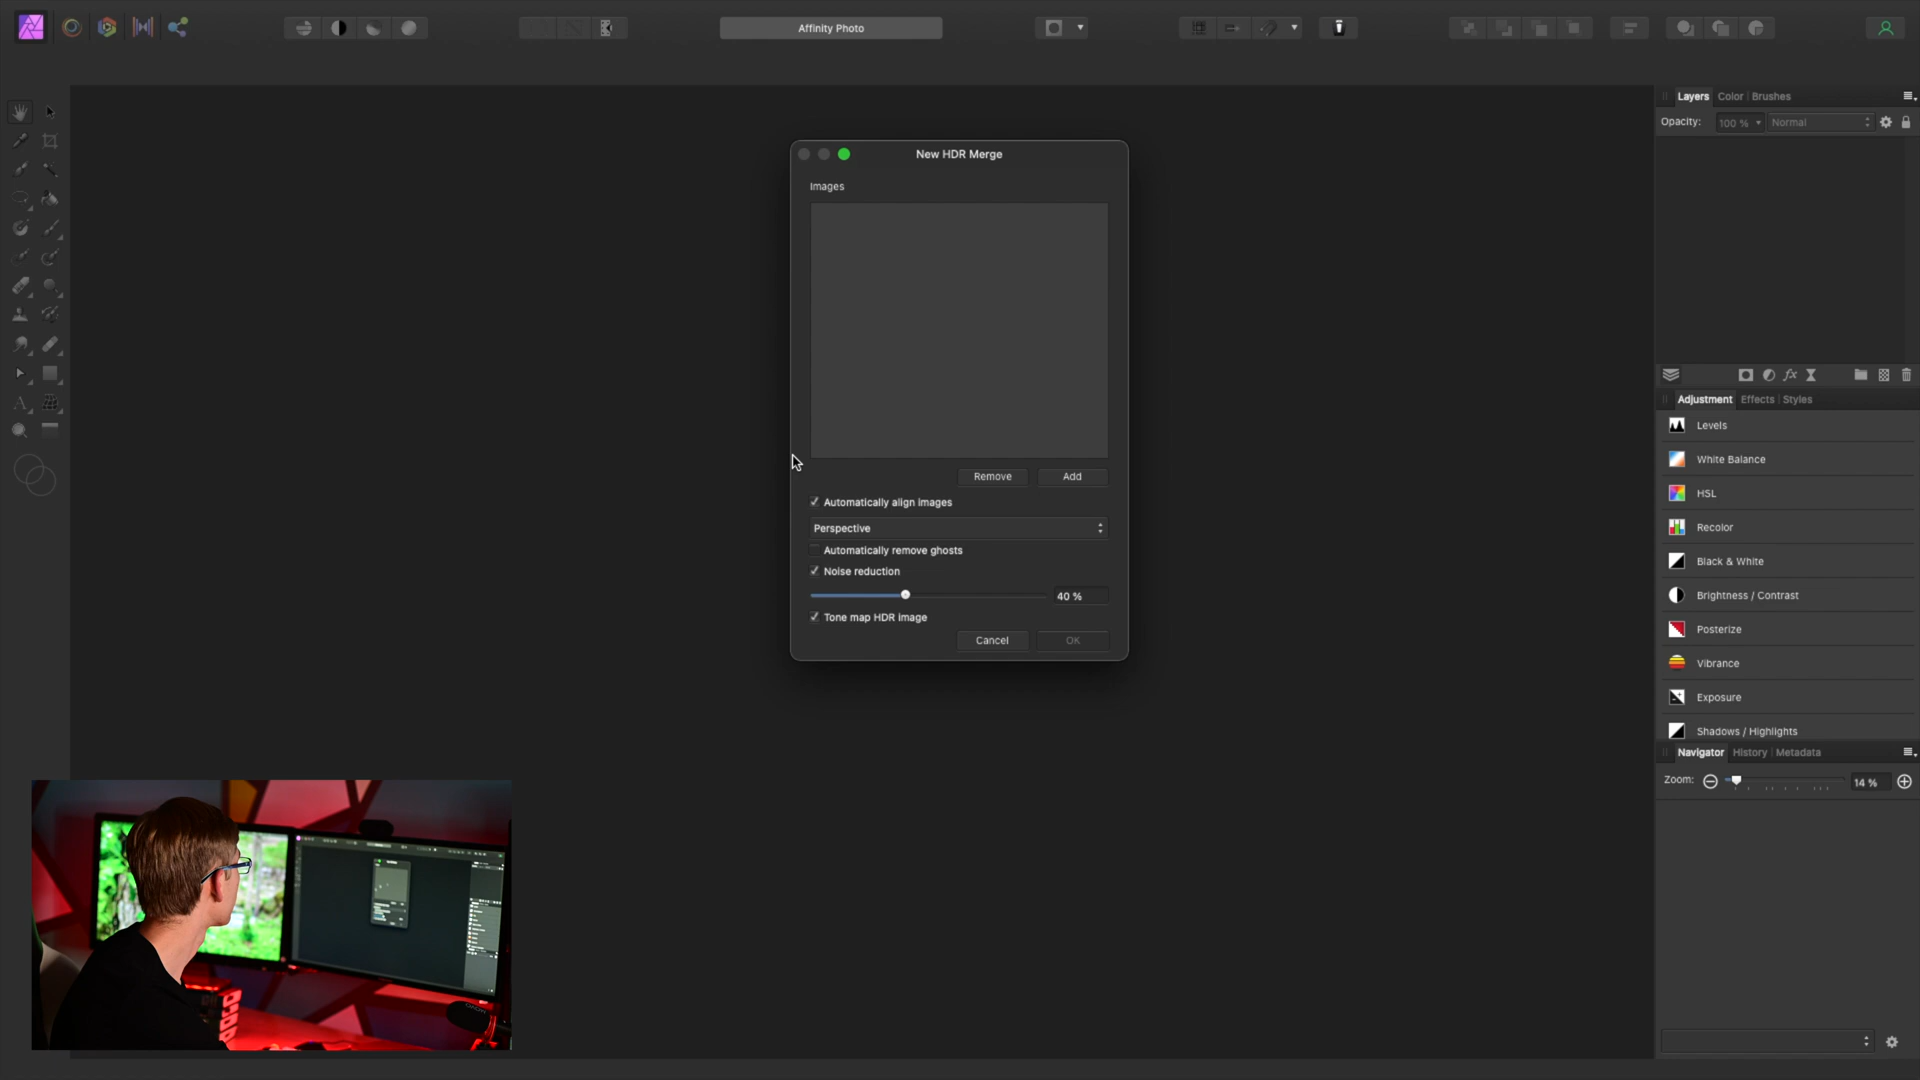 Affinity Photo
Layers Color Brushes
Opacity: 100 % Normal
New HDR Merge
Images
Remove Add
Automatically align images
Perspective
Automatically remove ghosts
Noise reduction
40 %
Tone map HDR image
Cancel OK
Adjustment Effects Styles
Levels
White Balance
HSL
Recolor
Black & White
Brightness / Contrast
Posterize
Vibrance
Exposure
Shadows / Highlights
Navigator History Metadata
Zoom: 14 %